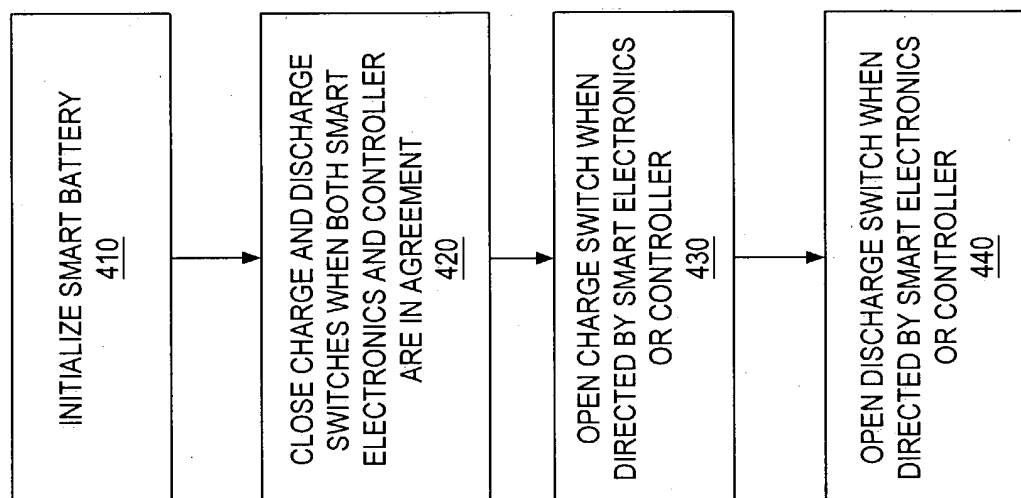 INITIALIZE SMART BATTERY
410
CLOSE CHARGE AND DISCHARGE
SWITCHES WHEN BOTH SMART
ELECTRONICS AND CONTROLLER
ARE IN AGREEMENT
420
OPEN CHARGE SWITCH WHEN
DIRECTED BY SMART ELECTRONICS
OR CONTROLLER
430
OPEN DISCHARGE SWITCH WHEN
DIRECTED BY SMART ELECTRONICS
OR CONTROLLER
440